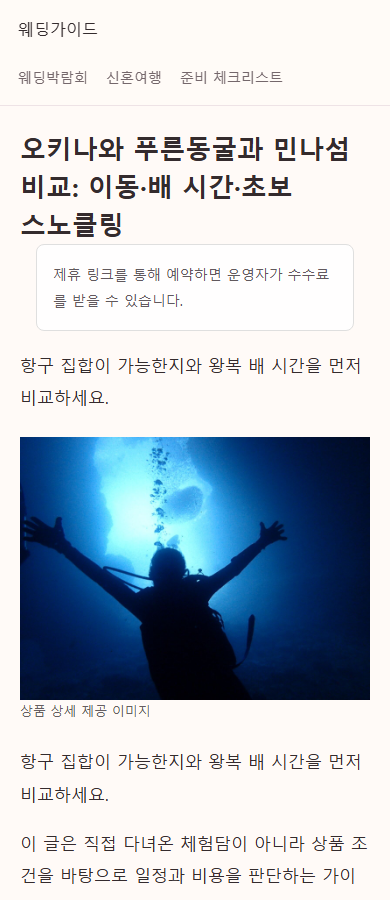 웨딩가이드
웨딩박람회 신혼여행 준비 체크리스트
오키나와 푸른동굴과 민나섬
비교: 이동·배 시간·초보
스노클링
제휴 링크를 통해 예약하면 운영자가 수수료
를 받을 수 있습니다.
항구 집합이 가능한지와 왕복 배 시간을 먼저
비교하세요.
상품 상세 제공 이미지
항구 집합이 가능한지와 왕복 배 시간을 먼저
비교하세요.
이 글은 직접 다녀온 체험담이 아니라 상품 조
건을 바탕으로 일정과 비용을 판단하는 가이